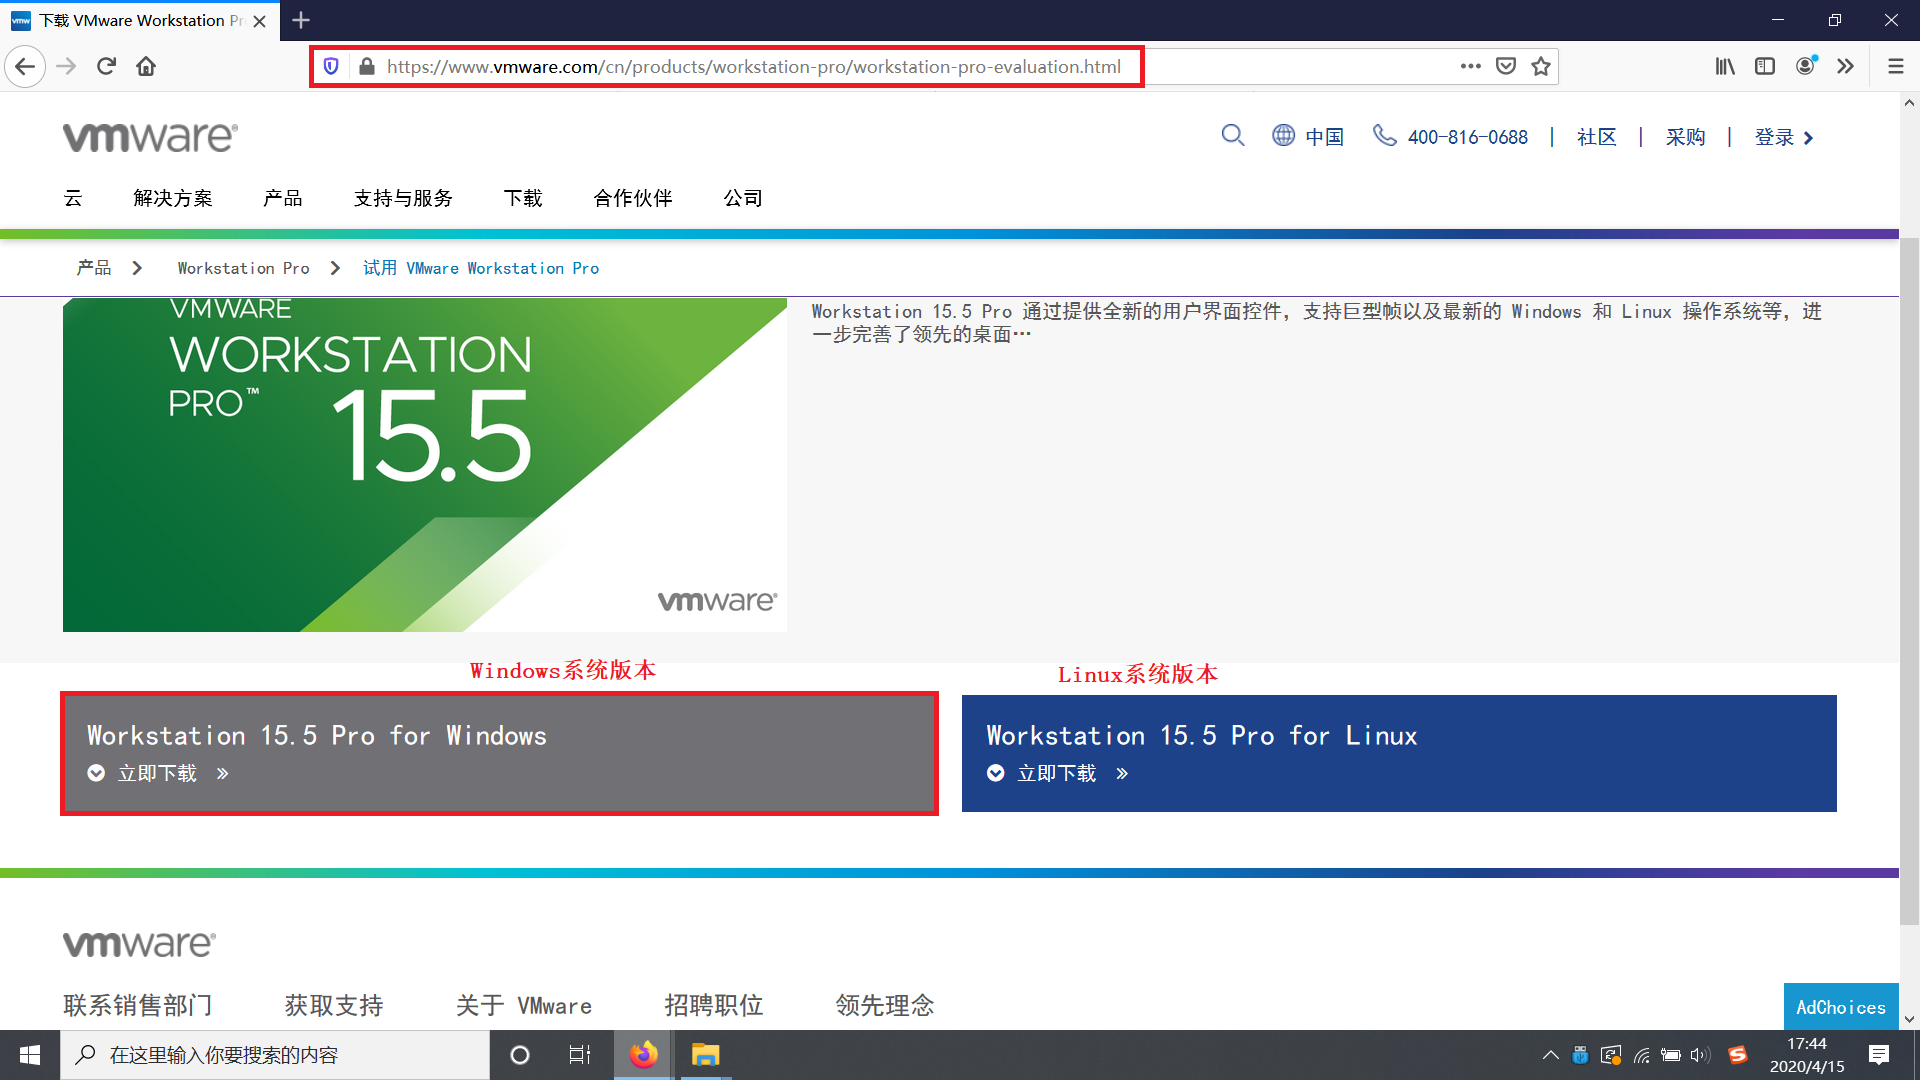 下载 VMware Workstation Pr
https://www.vmware.com/cn/products/workstation-pro/workstation-pro-evaluation.html
vmware®
中国
400-816-0688 | 社区 | 采购 | 登录
云 解决方案 产品 支持与服务 下载 合作伙伴 公司
产品 Workstation Pro 试用 VMware Workstation Pro
VMWARE
WORKSTATION
PRO™ 15.5
vmware®
Workstation 15.5 Pro 通过提供全新的用户界面控件，支持巨型帧以及最新的 Windows 和 Linux 操作系统等，进
一步完善了领先的桌面…
Windows系统版本
Workstation 15.5 Pro for Windows
立即下载 »
Linux系统版本
Workstation 15.5 Pro for Linux
立即下载 »
vmware®
联系销售部门 获取支持 关于 VMware 招聘职位 领先理念
AdChoices
在这里输入你要搜索的内容
17:44
2020/4/15